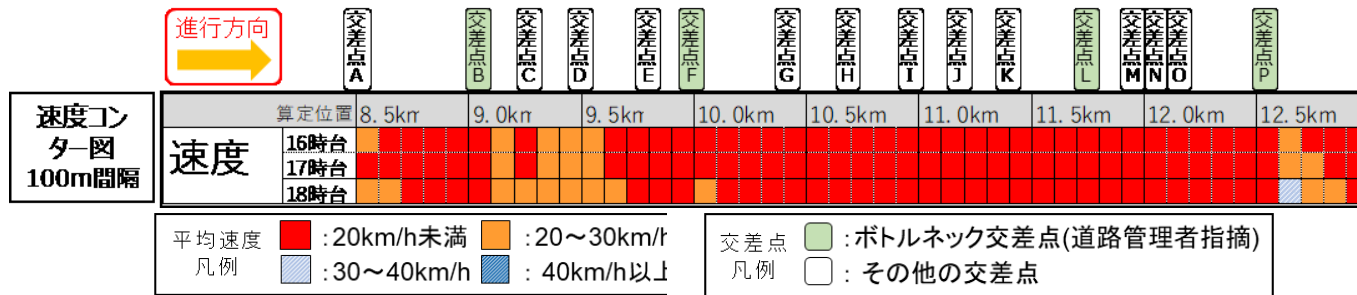 進行方向
交差点A
交差点B
交差点C
交差点D
交差点E
交差点F
交差点G
交差点H
交差点I
交差点J
交差点K
交差点L
交差点M
交差点N
交差点O
交差点P
速度コン
ター図
100m間隔
算定位置 8.5km 9.0km 9.5km 10.0km 10.5km 11.0km 11.5km 12.0km 12.5km
速度
16時台
17時台
18時台
平均速度
凡例
:20km/h未満 :20～30km/h
:30～40km/h : 40km/h以上
交差点
凡例
:ボトルネック交差点(道路管理者指摘)
: その他の交差点